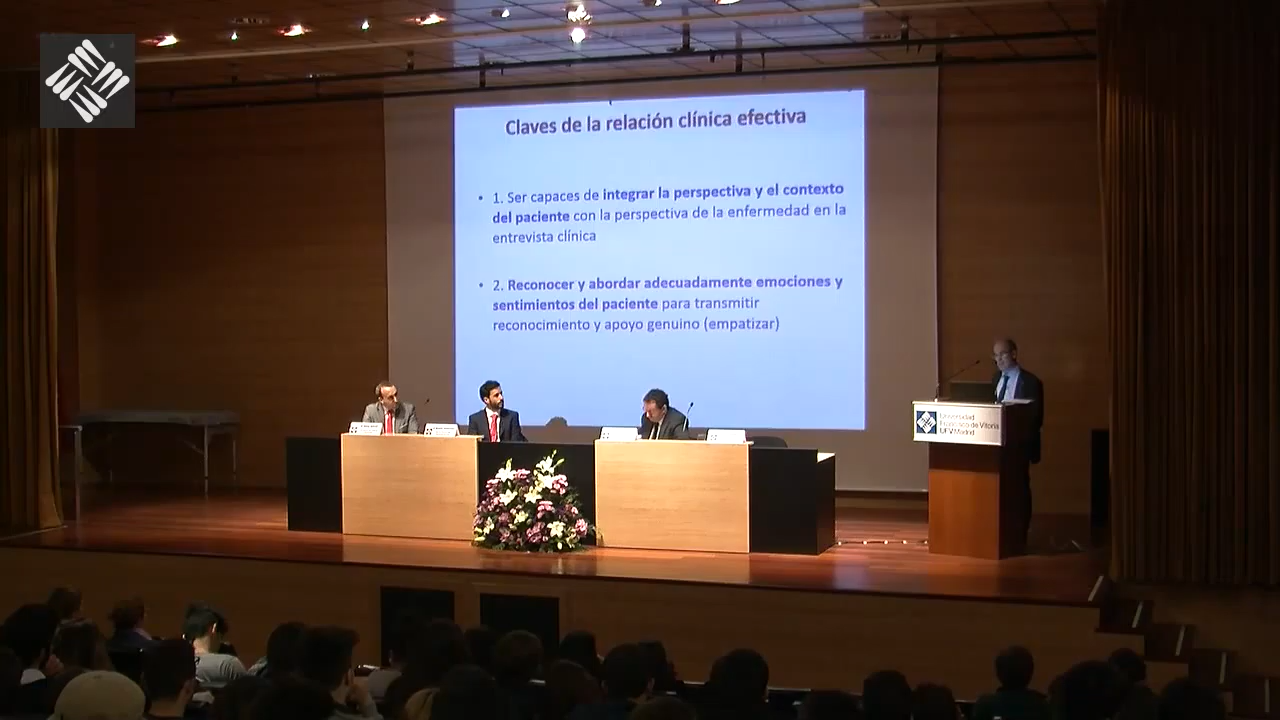 Claves de la relación clínica efectiva
• 1. Ser capaces de integrar la perspectiva y el contexto
del paciente con la perspectiva de la enfermedad en la
entrevista clínica
• 2. Reconocer y abordar adecuadamente emociones y
sentimientos del paciente para transmitir
reconocimiento y apoyo genuino (empatizar)
Universidad
Francisco de Vitoria
UFV Madrid